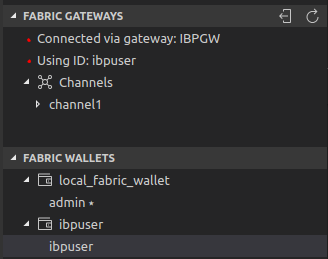 FABRIC GATEWAYS
Connected via gateway: IBPGW
Using ID: ibpuser
Channels
channel1
FABRIC WALLETS
local_fabric_wallet
admin ⋆
ibpuser
ibpuser